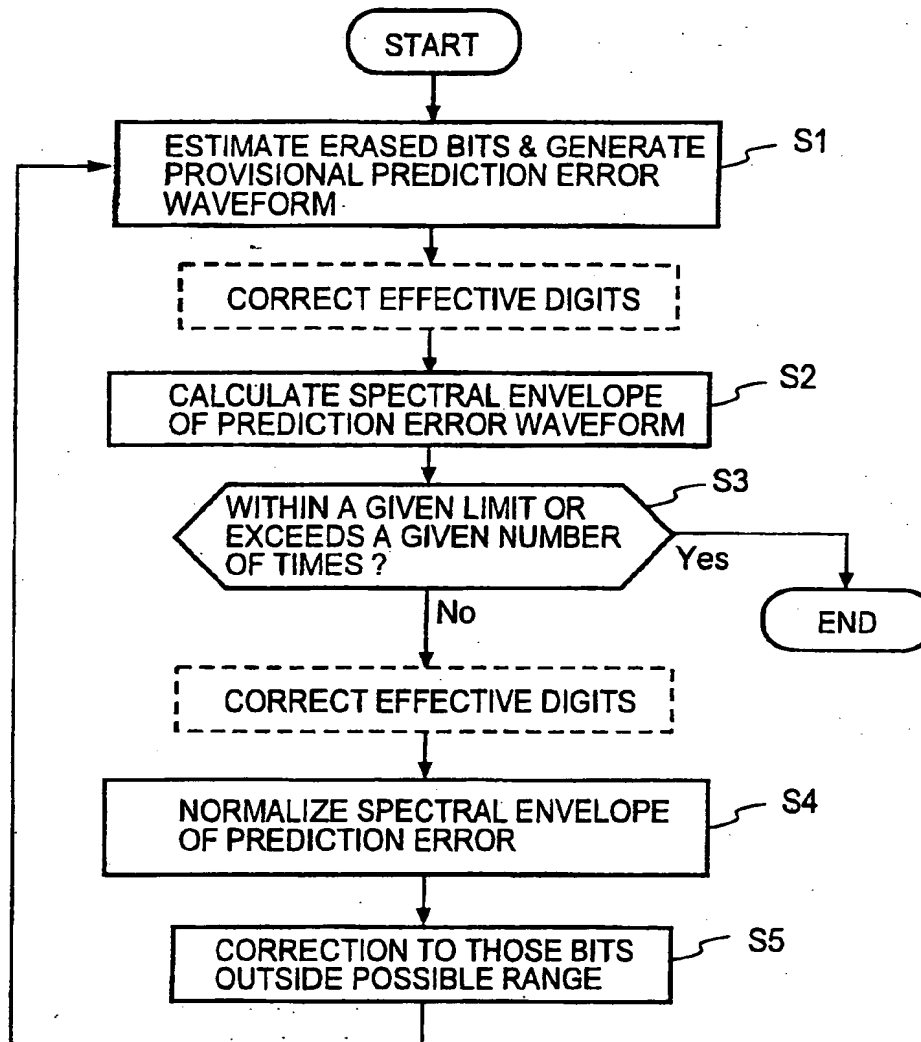 START
ESTIMATE ERASED BITS & GENERATE
PROVISIONAL PREDICTION ERROR
WAVEFORM
S1
CORRECT EFFECTIVE DIGITS
CALCULATE SPECTRAL ENVELOPE
OF PREDICTION ERROR WAVEFORM
S2
WITHIN A GIVEN LIMIT OR
EXCEEDS A GIVEN NUMBER
OF TIMES ?
S3
Yes
No
END
CORRECT EFFECTIVE DIGITS
NORMALIZE SPECTRAL ENVELOPE
OF PREDICTION ERROR
S4
CORRECTION TO THOSE BITS
OUTSIDE POSSIBLE RANGE
S5